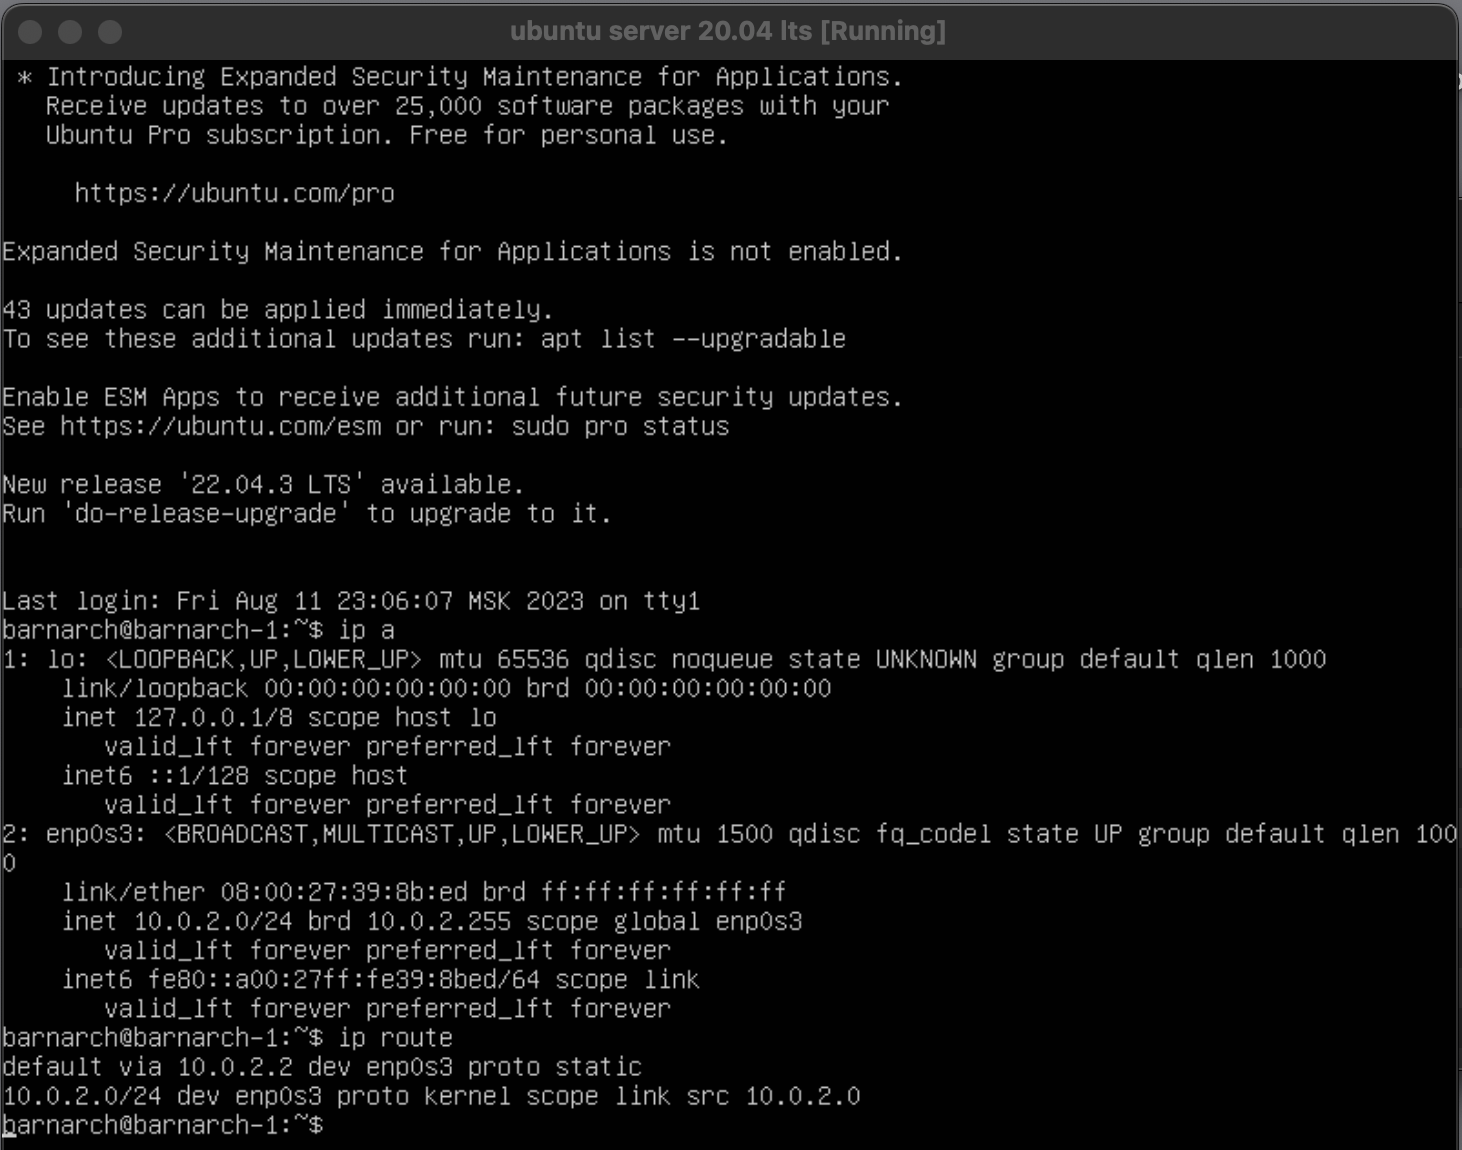 ubuntu server 20.04 lts [Running]
* Introducing Expanded Security Maintenance for Applications.
Receive updates to over 25,000 software packages with your
Ubuntu Pro subscription. Free for personal use.
https://ubuntu.com/pro
Expanded Security Maintenance for Applications is not enabled.
43 updates can be applied immediately.
To see these additional updates run: apt list --upgradable
Enable ESM Apps to receive additional future security updates.
See https://ubuntu.com/esm or run: sudo pro status
New release '22.04.3 LTS' available.
Run 'do-release-upgrade' to upgrade to it.
Last login: Fri Aug 11 23:06:07 MSK 2023 on tty1
barnarch@barnarch-1:~$ ip a
1: lo: <LOOPBACK,UP,LOWER_UP> mtu 65536 qdisc noqueue state UNKNOWN group default qlen 1000
link/loopback 00:00:00:00:00:00 brd 00:00:00:00:00:00
inet 127.0.0.1/8 scope host lo
valid_lft forever preferred_lft forever
inet6 ::1/128 scope host
valid_lft forever preferred_lft forever
2: enp0s3: <BROADCAST,MULTICAST,UP,LOWER_UP> mtu 1500 qdisc fq_codel state UP group default qlen 100
0
link/ether 08:00:27:39:8b:ed brd ff:ff:ff:ff:ff:ff
inet 10.0.2.0/24 brd 10.0.2.255 scope global enp0s3
valid_lft forever preferred_lft forever
inet6 fe80::a00:27ff:fe39:8bed/64 scope link
valid_lft forever preferred_lft forever
barnarch@barnarch-1:~$ ip route
default via 10.0.2.2 dev enp0s3 proto static
10.0.2.0/24 dev enp0s3 proto kernel scope link src 10.0.2.0
barnarch@barnarch-1:~$